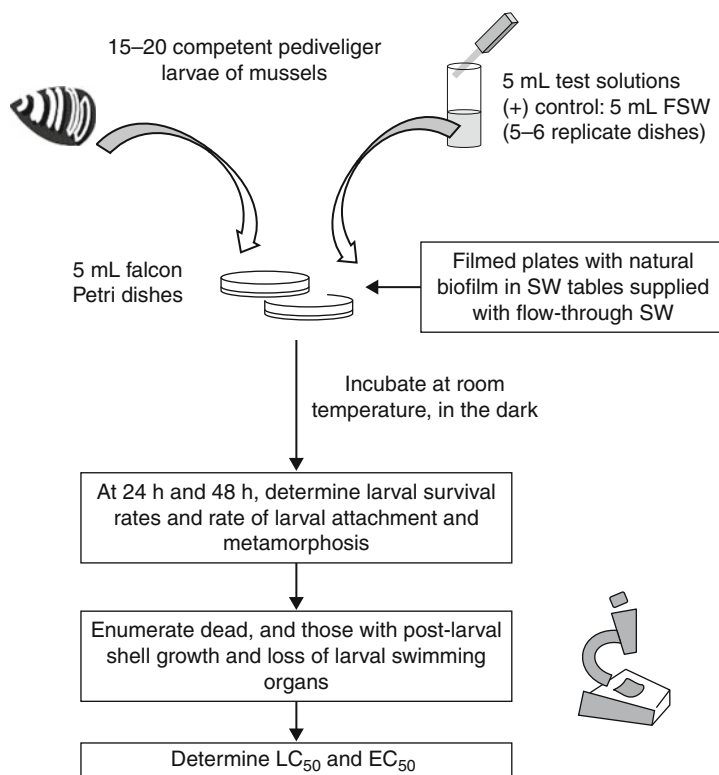 15–20 competent pediveliger
larvae of mussels
5 mL test solutions
(+) control: 5 mL FSW
(5–6 replicate dishes)
5 mL falcon
Petri dishes
Filmed plates with natural
biofilm in SW tables supplied
with flow-through SW
Incubate at room
temperature, in the dark
At 24 h and 48 h, determine larval survival
rates and rate of larval attachment and
metamorphosis
Enumerate dead, and those with post-larval
shell growth and loss of larval swimming
organs
Determine LC₅₀ and EC₅₀